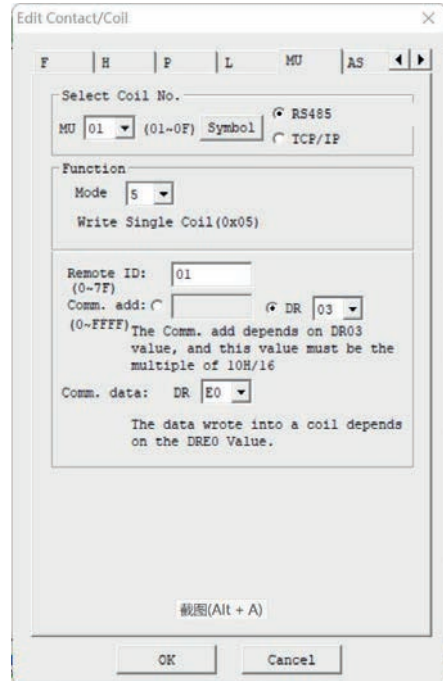 Edit Contact/Coil
F H P L MU AS
Select Coil No.
MU 01 (01~0F) Symbol RS485
TCP/IP
Function
Mode 5
Write Single Coil(0x05)
Remote ID: 01
(0~7F)
Comm. add: DR 03
(0~FFFF)
The Comm. add depends on DR03
value, and this value must be the
multiple of 10H/16
Comm. data: DR E0
The data wrote into a coil depends
on the DRE0 Value.
截图(Alt + A)
OK Cancel